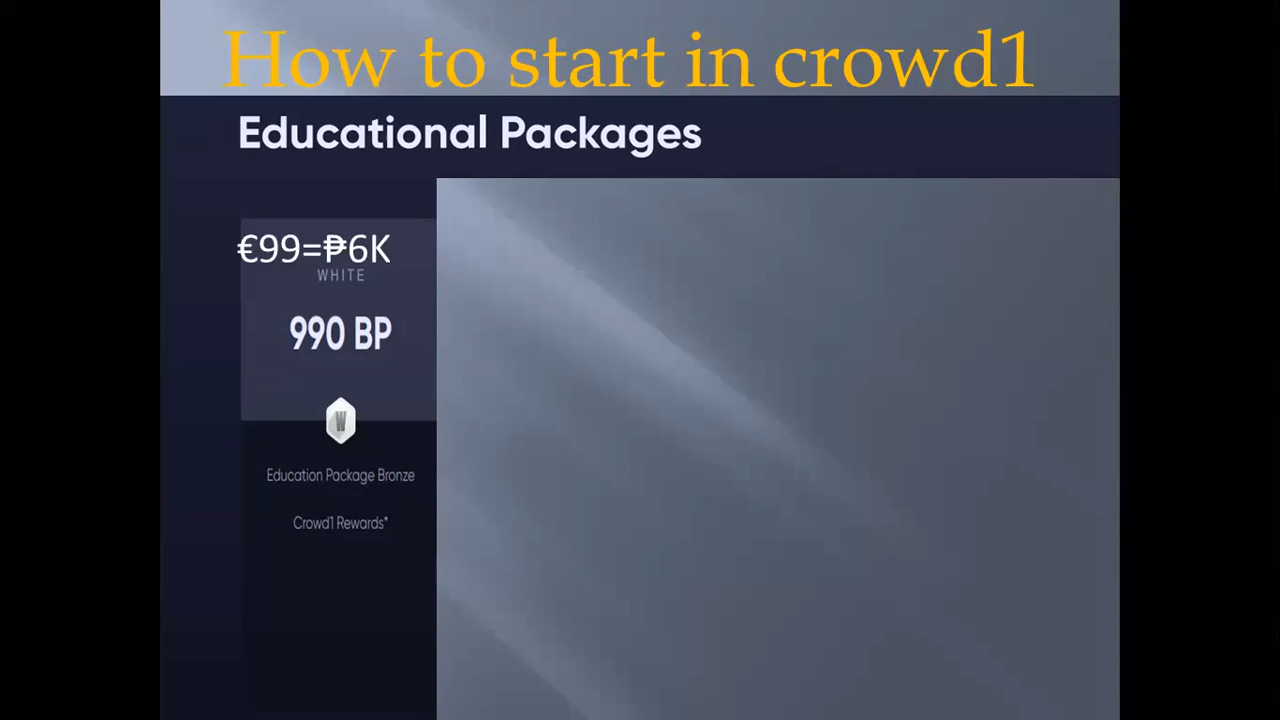 How to start in crowd1
Educational Packages
€99=₱6K
WHITE
990 BP
W
Education Package Bronze
Crowd1 Rewards*